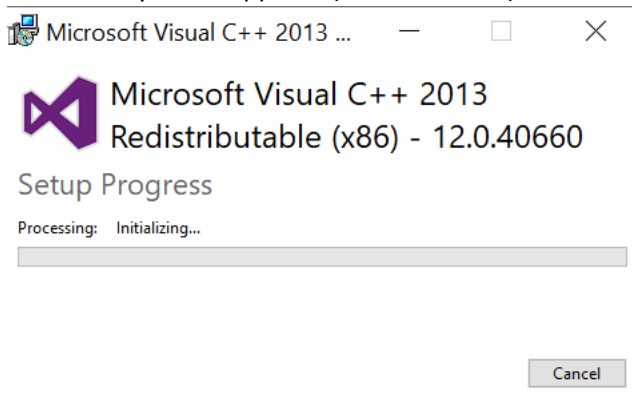 Microsoft Visual C++ 2013 ...
Microsoft Visual C++ 2013
Redistributable (x86) - 12.0.40660
Setup Progress
Processing: Initializing...
Cancel